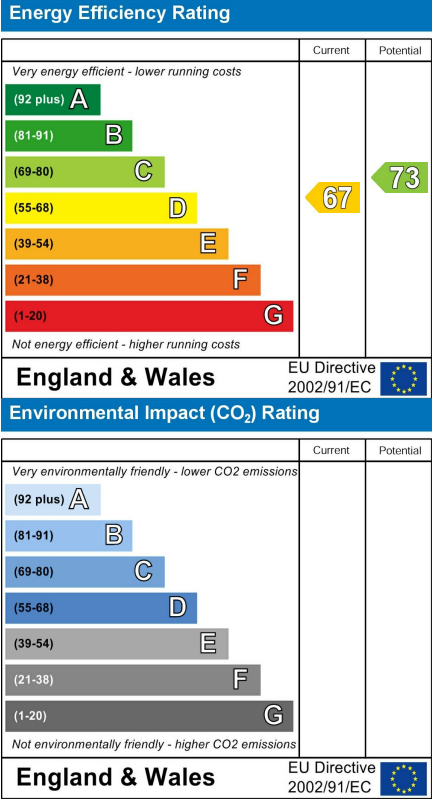 Energy Efficiency Rating
Current Potential
Very energy efficient - lower running costs
(92 plus) A
(81-91) B
(69-80) C
(55-68) D
(39-54) E
(21-38) F
(1-20) G
67
73
Not energy efficient - higher running costs
England & Wales
EU Directive
2002/91/EC
Environmental Impact (CO₂) Rating
Current Potential
Very environmentally friendly - lower CO2 emissions
(92 plus) A
(81-91) B
(69-80) C
(55-68) D
(39-54) E
(21-38) F
(1-20) G
Not environmentally friendly - higher CO2 emissions
England & Wales
EU Directive
2002/91/EC